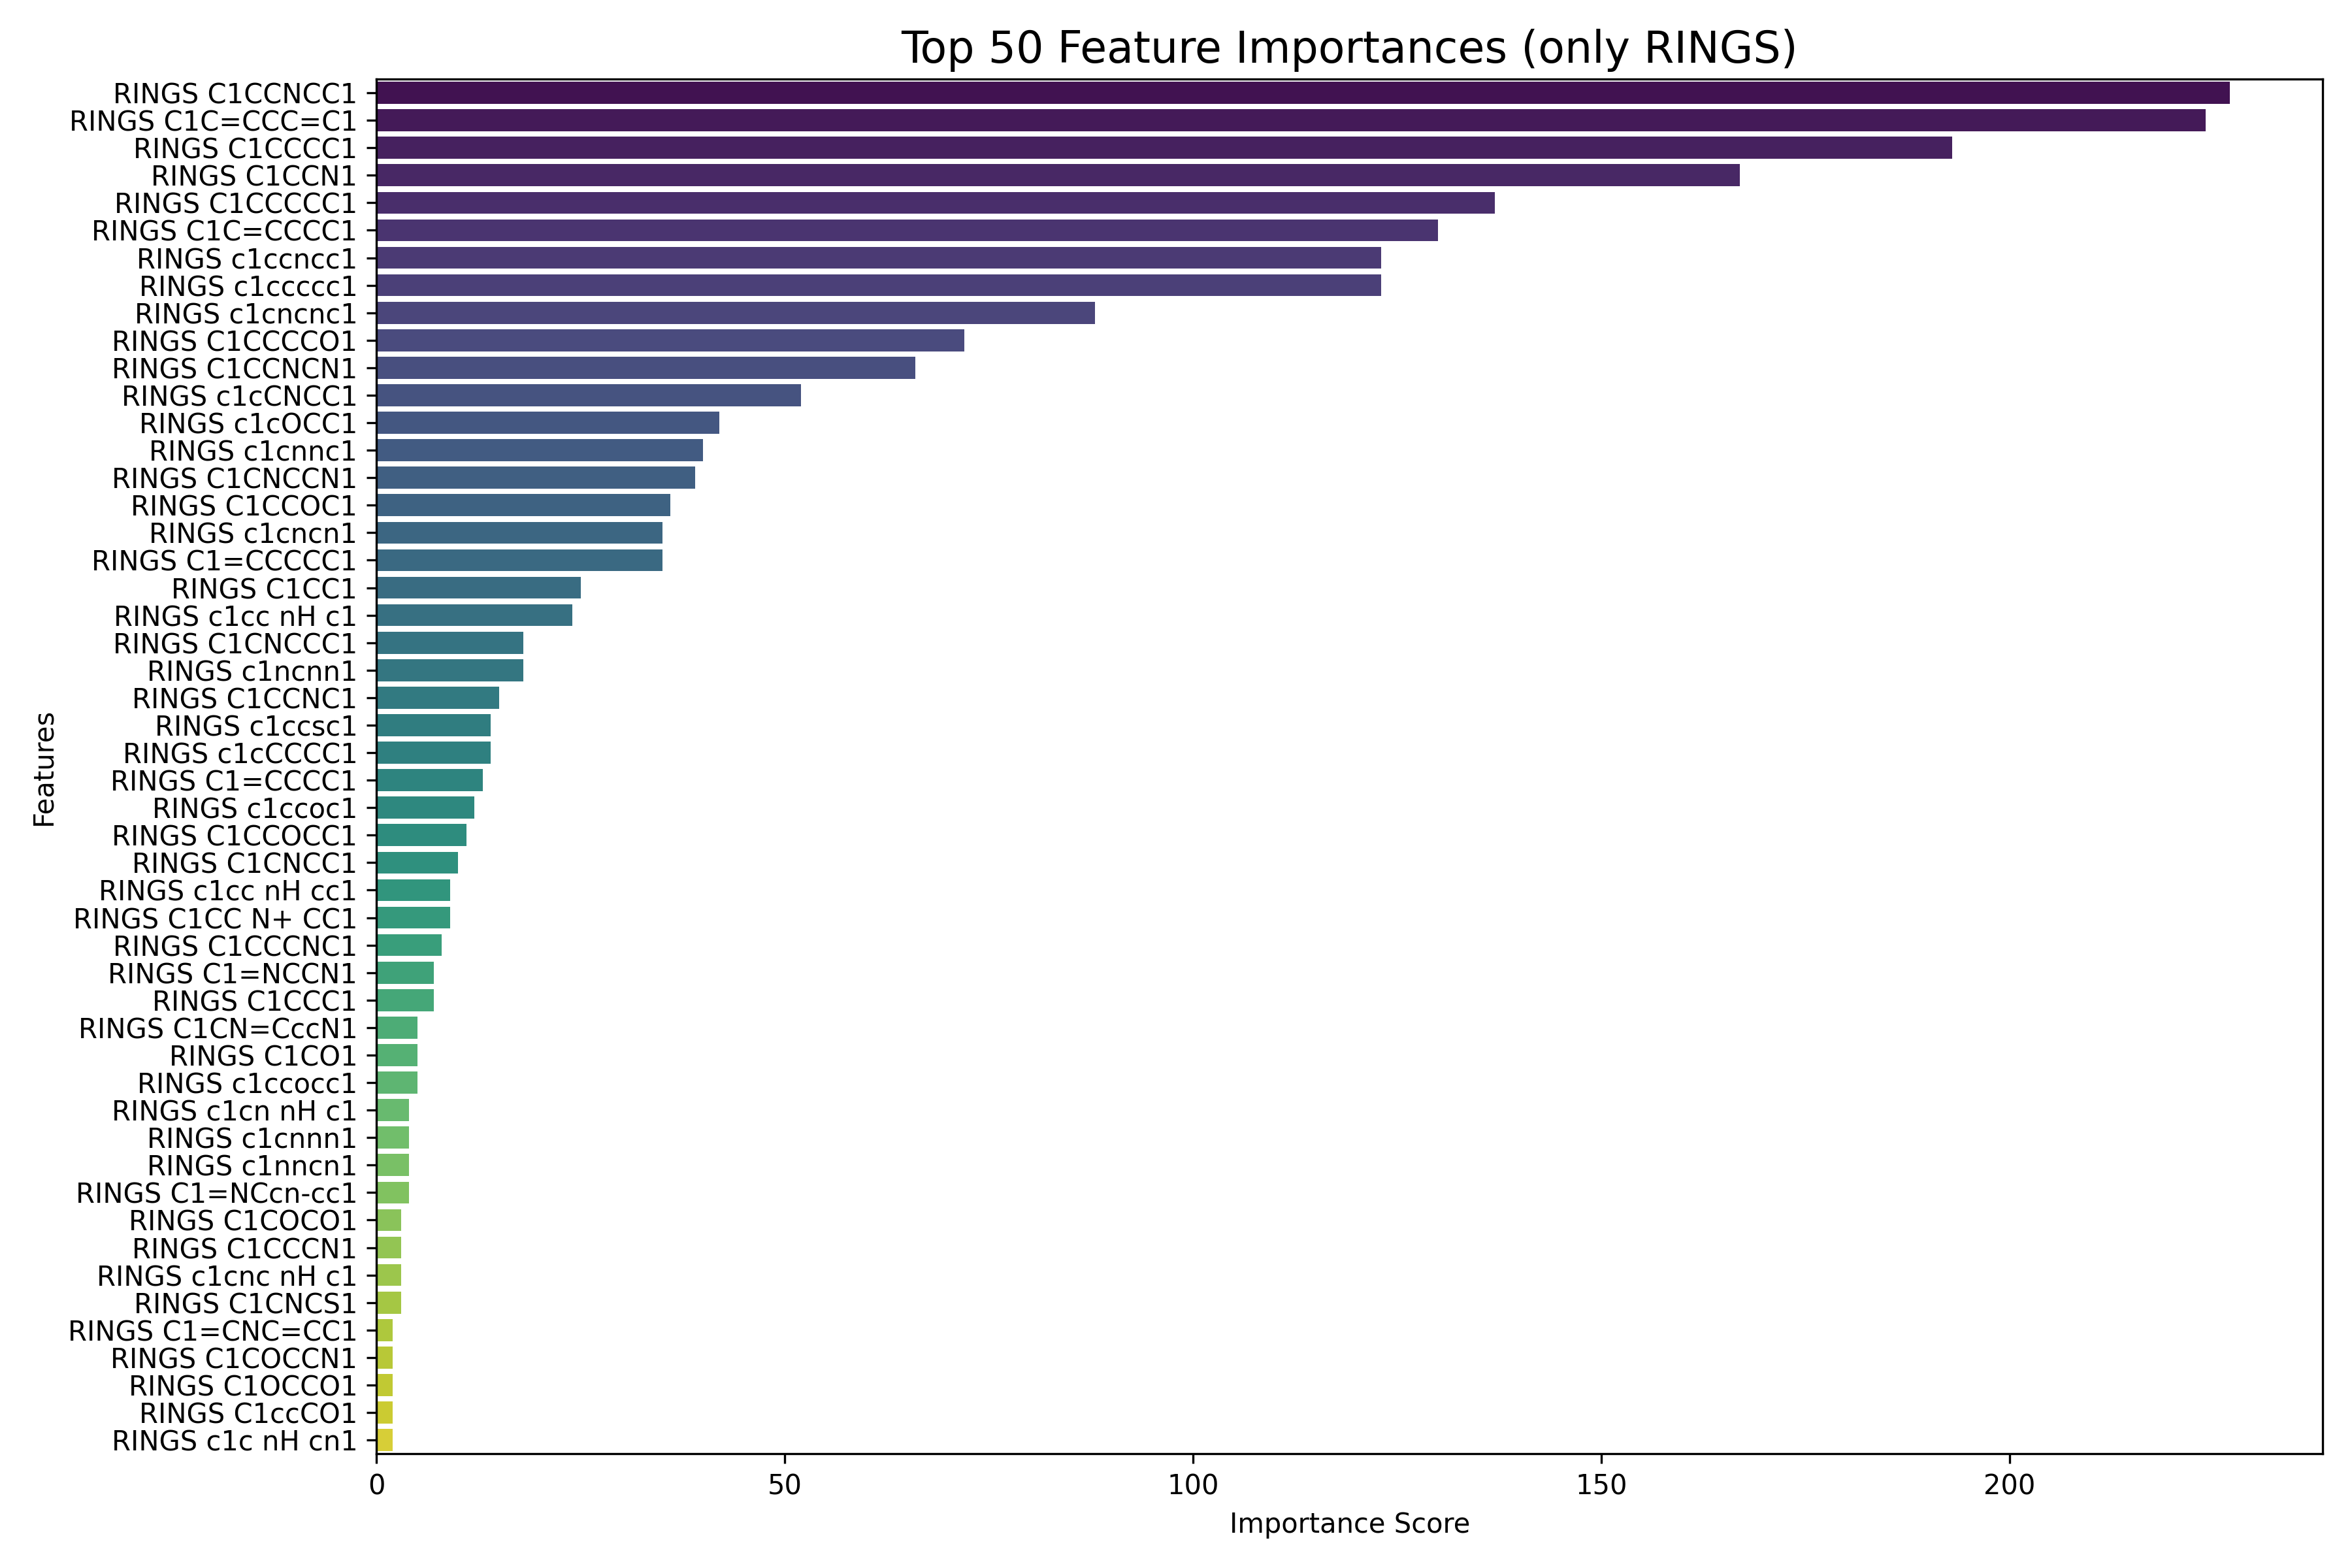 Top 50 Feature Importances (only RINGS)
RINGS C1CCNCC1
RINGS C1C=CCC=C1
RINGS C1CCCC1
RINGS C1CCN1
RINGS C1CCCCC1
RINGS C1C=CCCC1
RINGS c1ccncc1
RINGS c1ccccc1
RINGS c1cncnc1
RINGS C1CCCCO1
RINGS C1CCNCN1
RINGS c1cCNCC1
RINGS c1cOCC1
RINGS c1cnnc1
RINGS C1CNCCN1
RINGS C1CCOC1
RINGS c1cncn1
RINGS C1=CCCCC1
RINGS C1CC1
RINGS c1cc nH c1
RINGS C1CNCCC1
RINGS c1ncnn1
RINGS C1CCNC1
RINGS c1ccsc1
RINGS c1cCCCC1
RINGS C1=CCCC1
RINGS c1ccoc1
RINGS C1CCOCC1
RINGS C1CNCC1
RINGS c1cc nH cc1
RINGS C1CC N+ CC1
RINGS C1CCCNC1
RINGS C1=NCCN1
RINGS C1CCC1
RINGS C1CN=CccN1
RINGS C1CO1
RINGS c1ccocc1
RINGS c1cn nH c1
RINGS c1cnnn1
RINGS c1nncn1
RINGS C1=NCcn-cc1
RINGS C1COCO1
RINGS C1CCCN1
RINGS c1cnc nH c1
RINGS C1CNCS1
RINGS C1=CNC=CC1
RINGS C1COCCN1
RINGS C1OCCO1
RINGS C1ccCO1
RINGS c1c nH cn1
Features
0 50 100 150 200
Importance Score